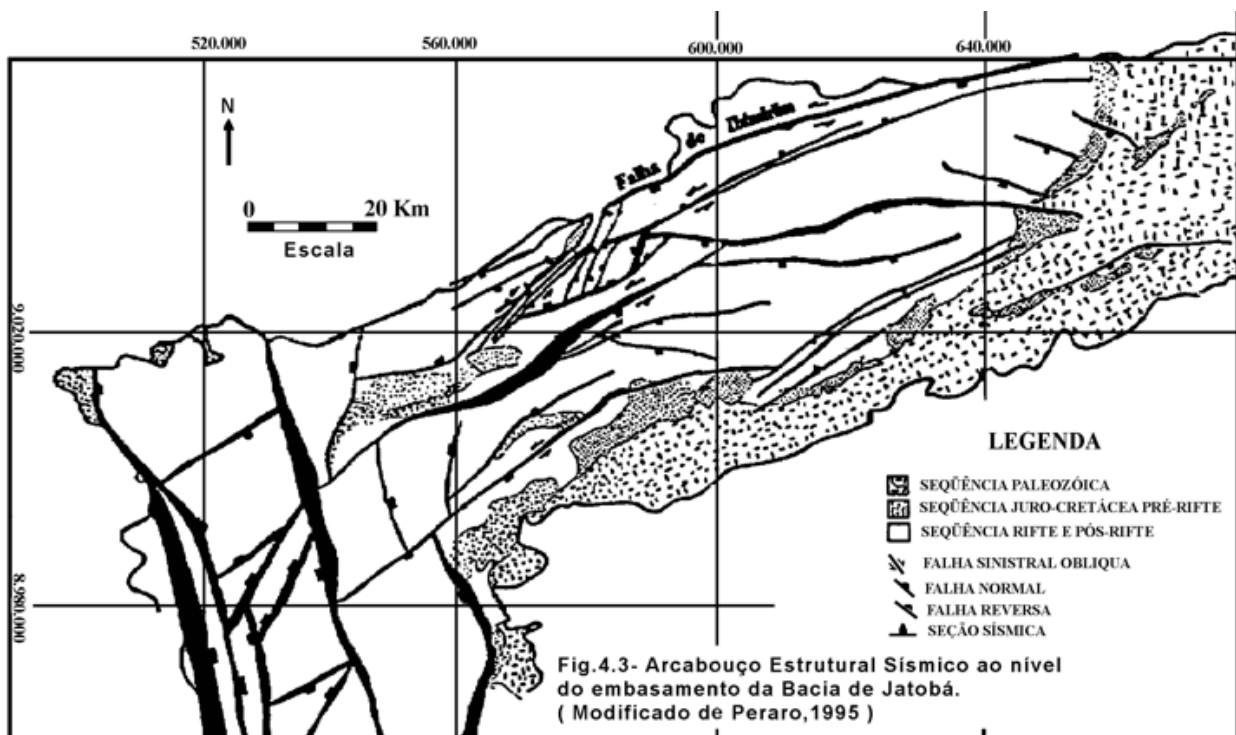 520.000 560.000 600.000 640.000
N
0 20 Km
Escala
Falha de Ibimirim
9.020.000
8.980.000
LEGENDA
SEQÜÊNCIA PALEOZÓICA
SEQÜÊNCIA JURO-CRETÁCEA PRÉ-RIFTE
SEQÜÊNCIA RIFTE E PÓS-RIFTE
FALHA SINISTRAL OBLIQUA
FALHA NORMAL
FALHA REVERSA
SEÇÃO SÍSMICA
Fig.4.3- Arcabouço Estrutural Sísmico ao nível
do embasamento da Bacia de Jatobá.
( Modificado de Peraro,1995 )